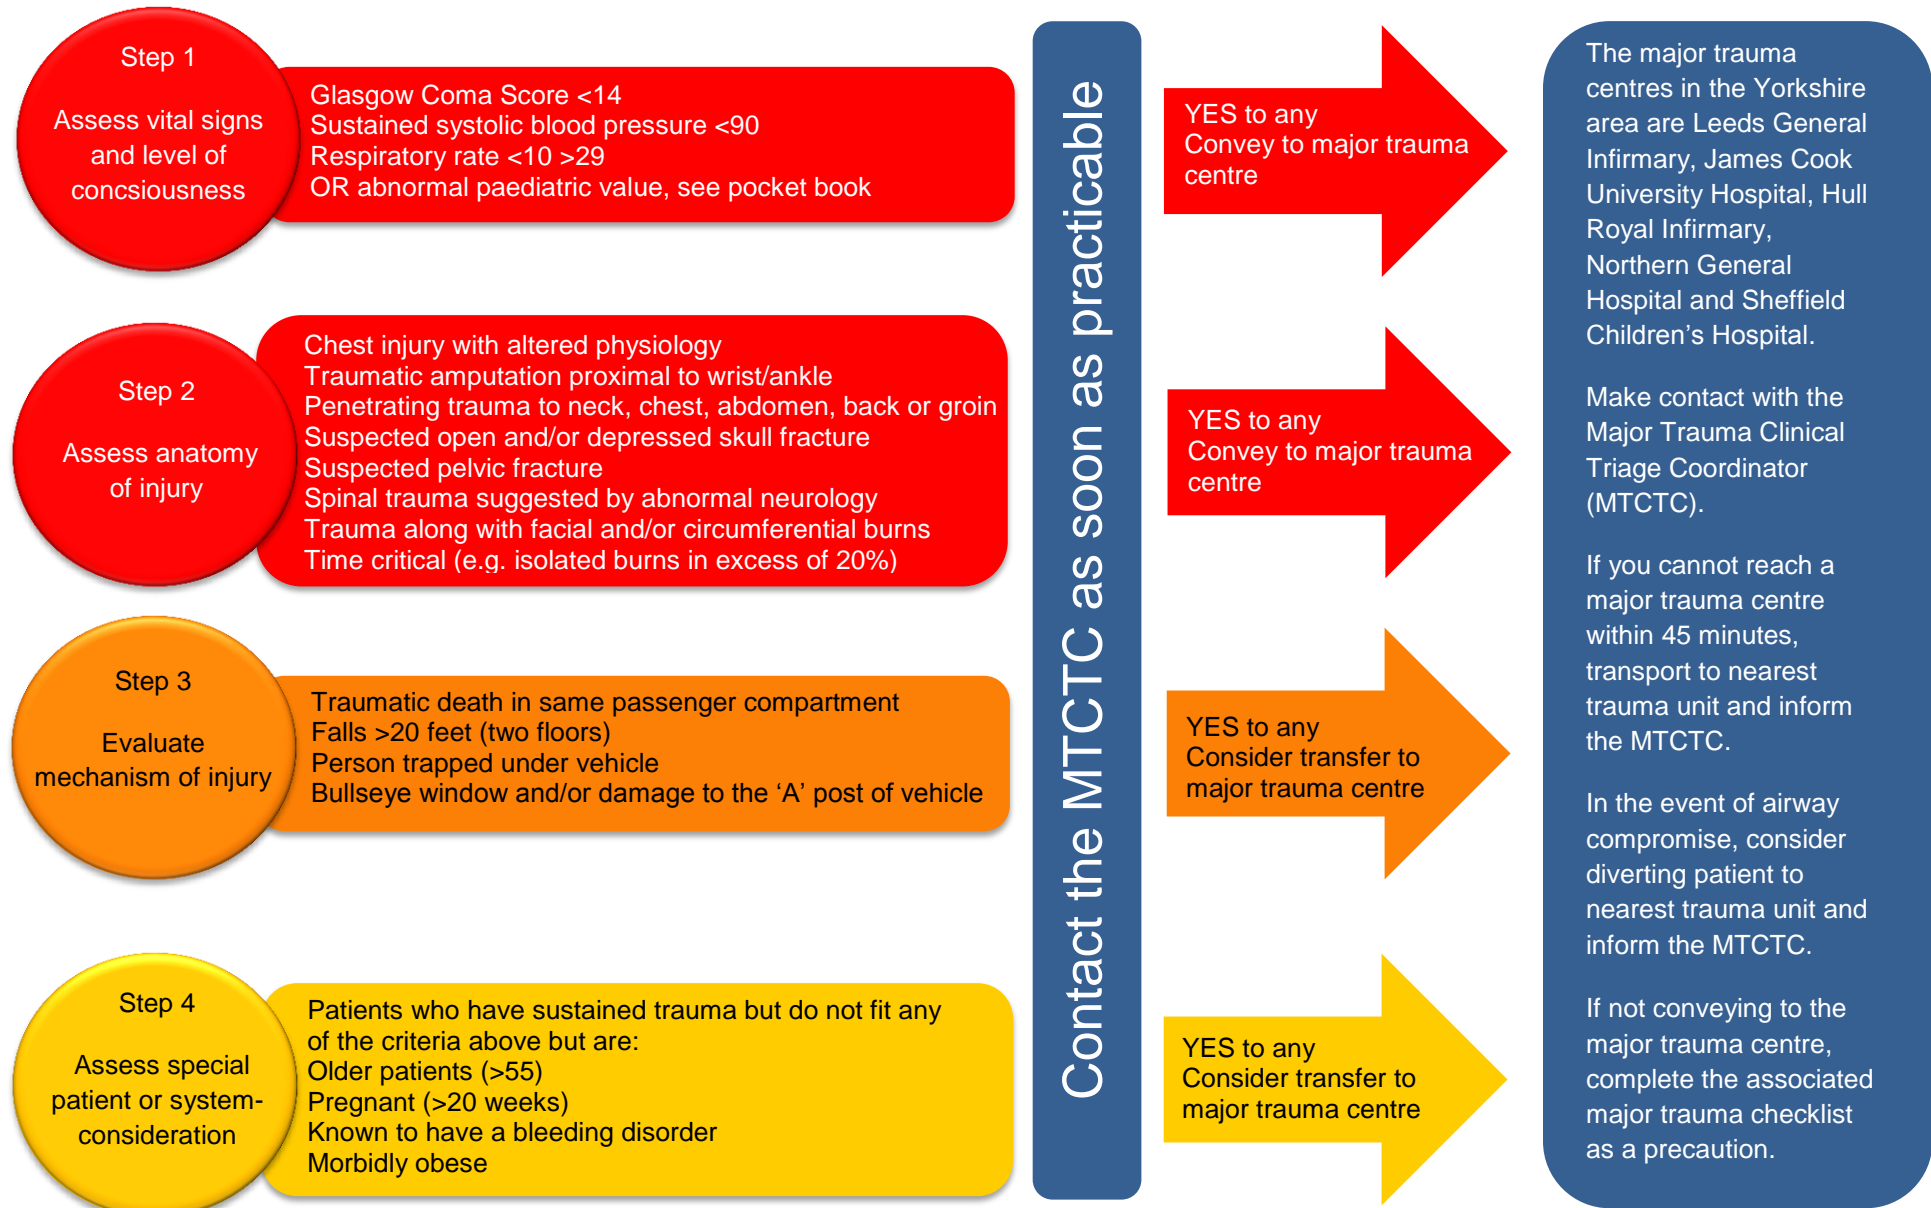 Step 1
Assess vital signs
and level of
concsiousness
Glasgow Coma Score <14
Sustained systolic blood pressure <90
Respiratory rate <10 >29
OR abnormal paediatric value, see pocket book
YES to any
Convey to major trauma
centre
Step 2
Assess anatomy
of injury
Chest injury with altered physiology
Traumatic amputation proximal to wrist/ankle
Penetrating trauma to neck, chest, abdomen, back or groin
Suspected open and/or depressed skull fracture
Suspected pelvic fracture
Spinal trauma suggested by abnormal neurology
Trauma along with facial and/or circumferential burns
Time critical (e.g. isolated burns in excess of 20%)
YES to any
Convey to major trauma
centre
Step 3
Evaluate
mechanism of injury
Traumatic death in same passenger compartment
Falls >20 feet (two floors)
Person trapped under vehicle
Bullseye window and/or damage to the ‘A’ post of vehicle
YES to any
Consider transfer to
major trauma centre
Step 4
Assess special
patient or system-
consideration
Patients who have sustained trauma but do not fit any
of the criteria above but are:
Older patients (>55)
Pregnant (>20 weeks)
Known to have a bleeding disorder
Morbidly obese
YES to any
Consider transfer to
major trauma centre
Contact the MTCTC as soon as practicable
The major trauma
centres in the Yorkshire
area are Leeds General
Infirmary, James Cook
University Hospital, Hull
Royal Infirmary,
Northern General
Hospital and Sheffield
Children’s Hospital.
Make contact with the
Major Trauma Clinical
Triage Coordinator
(MTCTC).
If you cannot reach a
major trauma centre
within 45 minutes,
transport to nearest
trauma unit and inform
the MTCTC.
In the event of airway
compromise, consider
diverting patient to
nearest trauma unit and
inform the MTCTC.
If not conveying to the
major trauma centre,
complete the associated
major trauma checklist
as a precaution.